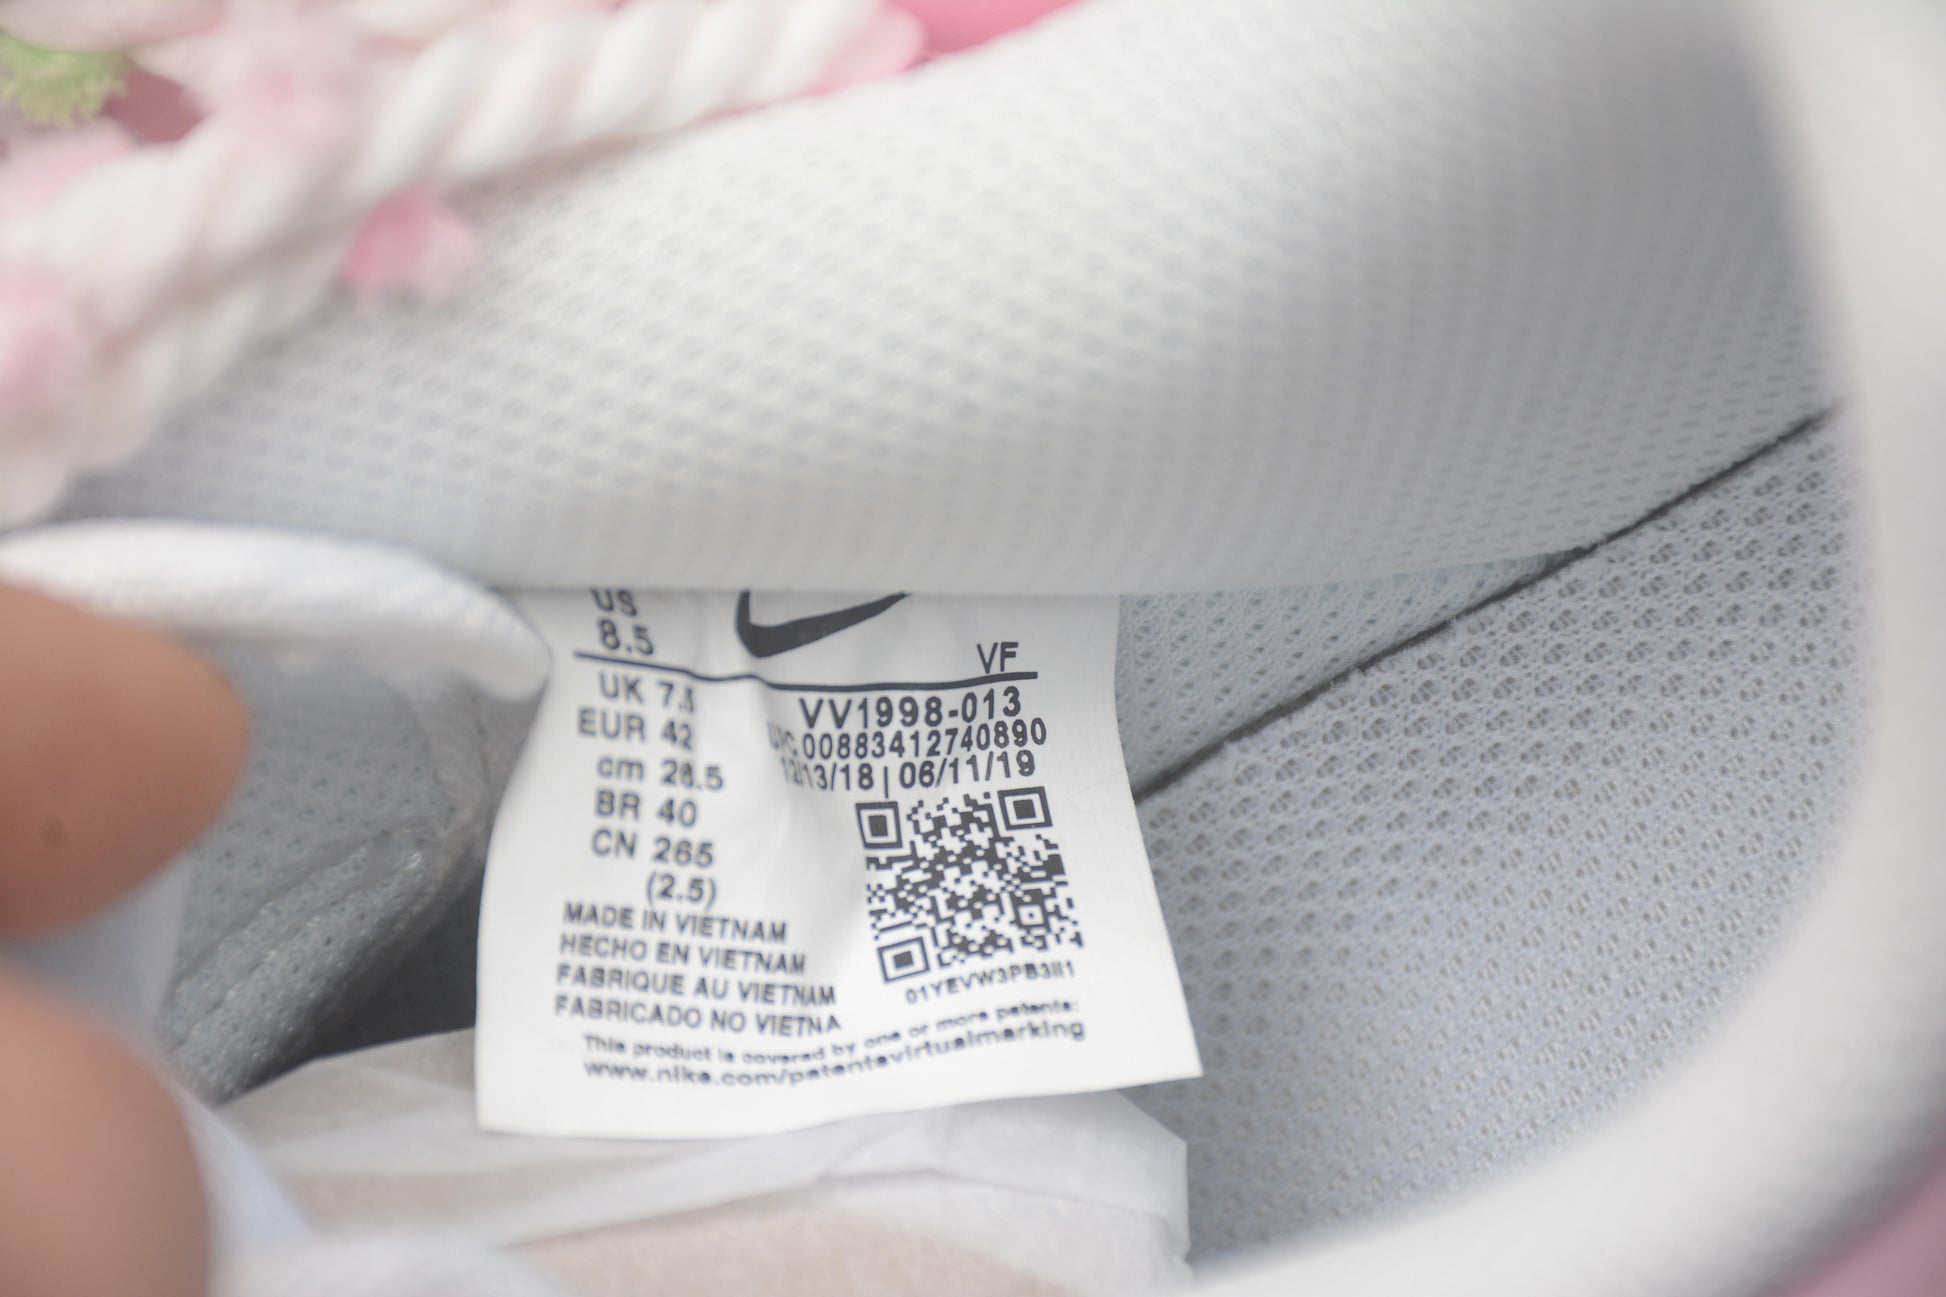 US
8.5
VF
UK 7.5
EUR 42
cm 26.5
BR 40
CN 265
(2.5)
VV1998-013
UPC 00883412740890
12/13/18 | 06/11/19
01YEVW3PB3II1
MADE IN VIETNAM
HECHO EN VIETNAM
FABRIQUE AU VIETNAM
FABRICADO NO VIETNA
This product is covered by one or more patents:
www.nike.com/patentsvirtualmarking